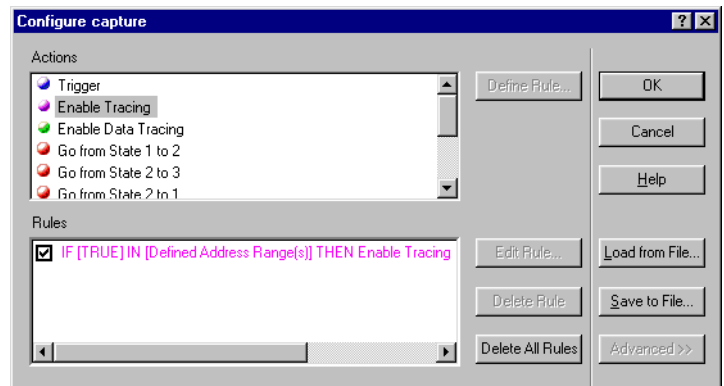 Configure capture
Actions
Trigger
Enable Tracing
Enable Data Tracing
Go from State 1 to 2
Go from State 2 to 3
Go from State 2 to 1
Define Rule...
OK
Cancel
Help
Rules
IF [TRUE] IN [Defined Address Range(s)] THEN Enable Tracing
Edit Rule...
Delete Rule
Delete All Rules
Load from File...
Save to File...
Advanced >>